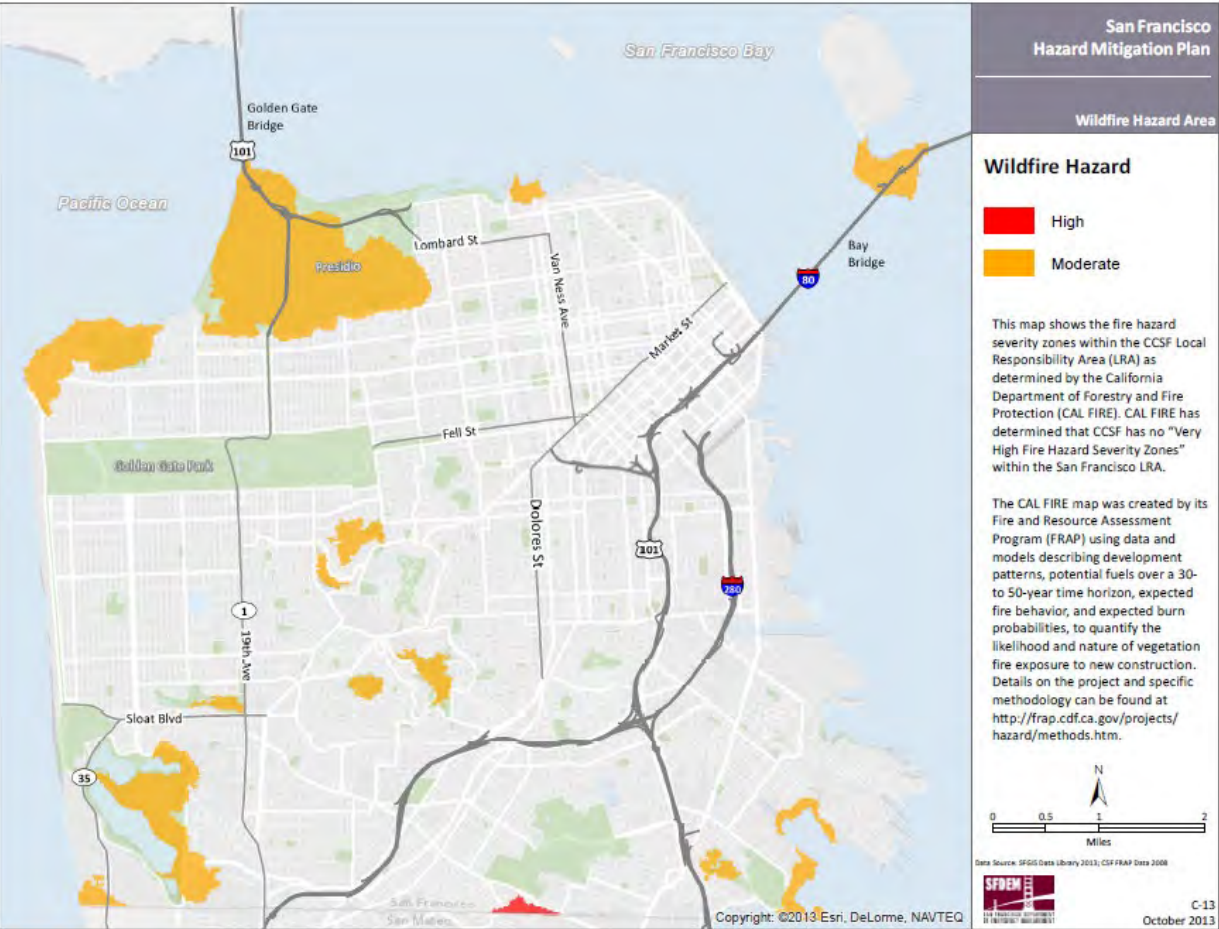 San Francisco Bay
Golden Gate
Bridge
101
Pacific Ocean
Presidio
Lombard St
Van Ness Ave
Bay
Bridge
80
Market St
Fell St
Golden Gate Park
Dolores St
101
280
1
19th Ave
Sloat Blvd
35
San Francisco
San Mateo
Copyright: ©2013 Esri, DeLorme, NAVTEQ
San Francisco
Hazard Mitigation Plan
Wildfire Hazard Area
Wildfire Hazard
High
Moderate
This map shows the fire hazard
severity zones within the CCSF Local
Responsibility Area (LRA) as
determined by the California
Department of Forestry and Fire
Protection (CAL FIRE). CAL FIRE has
determined that CCSF has no “Very
High Fire Hazard Severity Zones”
within the San Francisco LRA.
The CAL FIRE map was created by its
Fire and Resource Assessment
Program (FRAP) using data and
models describing development
patterns, potential fuels over a 30-
to 50-year time horizon, expected
fire behavior, and expected burn
probabilities, to quantify the
likelihood and nature of vegetation
fire exposure to new construction.
Details on the project and specific
methodology can be found at
http://frap.cdf.ca.gov/projects/
hazard/methods.htm.
N
0 0.5 1 2
Miles
Data Source: SFGIS Data Library 2013; CSF FRAP Data 2008
SFDEM
SAN FRANCISCO DEPARTMENT
OF EMERGENCY MANAGEMENT
C-13
October 2013